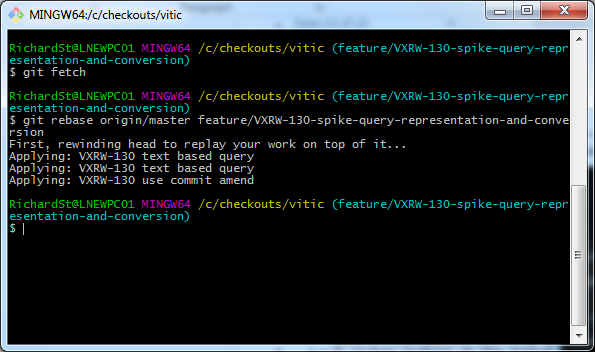 MINGW64:/c/checkouts/vitic
RichardSt@LNEWPC01 MINGW64 /c/checkouts/vitic (feature/VXRW-130-spike-query-repr
esentation-and-conversion)
$ git fetch
RichardSt@LNEWPC01 MINGW64 /c/checkouts/vitic (feature/VXRW-130-spike-query-repr
esentation-and-conversion)
$ git rebase origin/master feature/VXRW-130-spike-query-representation-and-conve
rsion
First, rewinding head to replay your work on top of it...
Applying: VXRW-130 text based query
Applying: VXRW-130 text based query
Applying: VXRW-130 use commit amend
RichardSt@LNEWPC01 MINGW64 /c/checkouts/vitic (feature/VXRW-130-spike-query-repr
esentation-and-conversion)
$